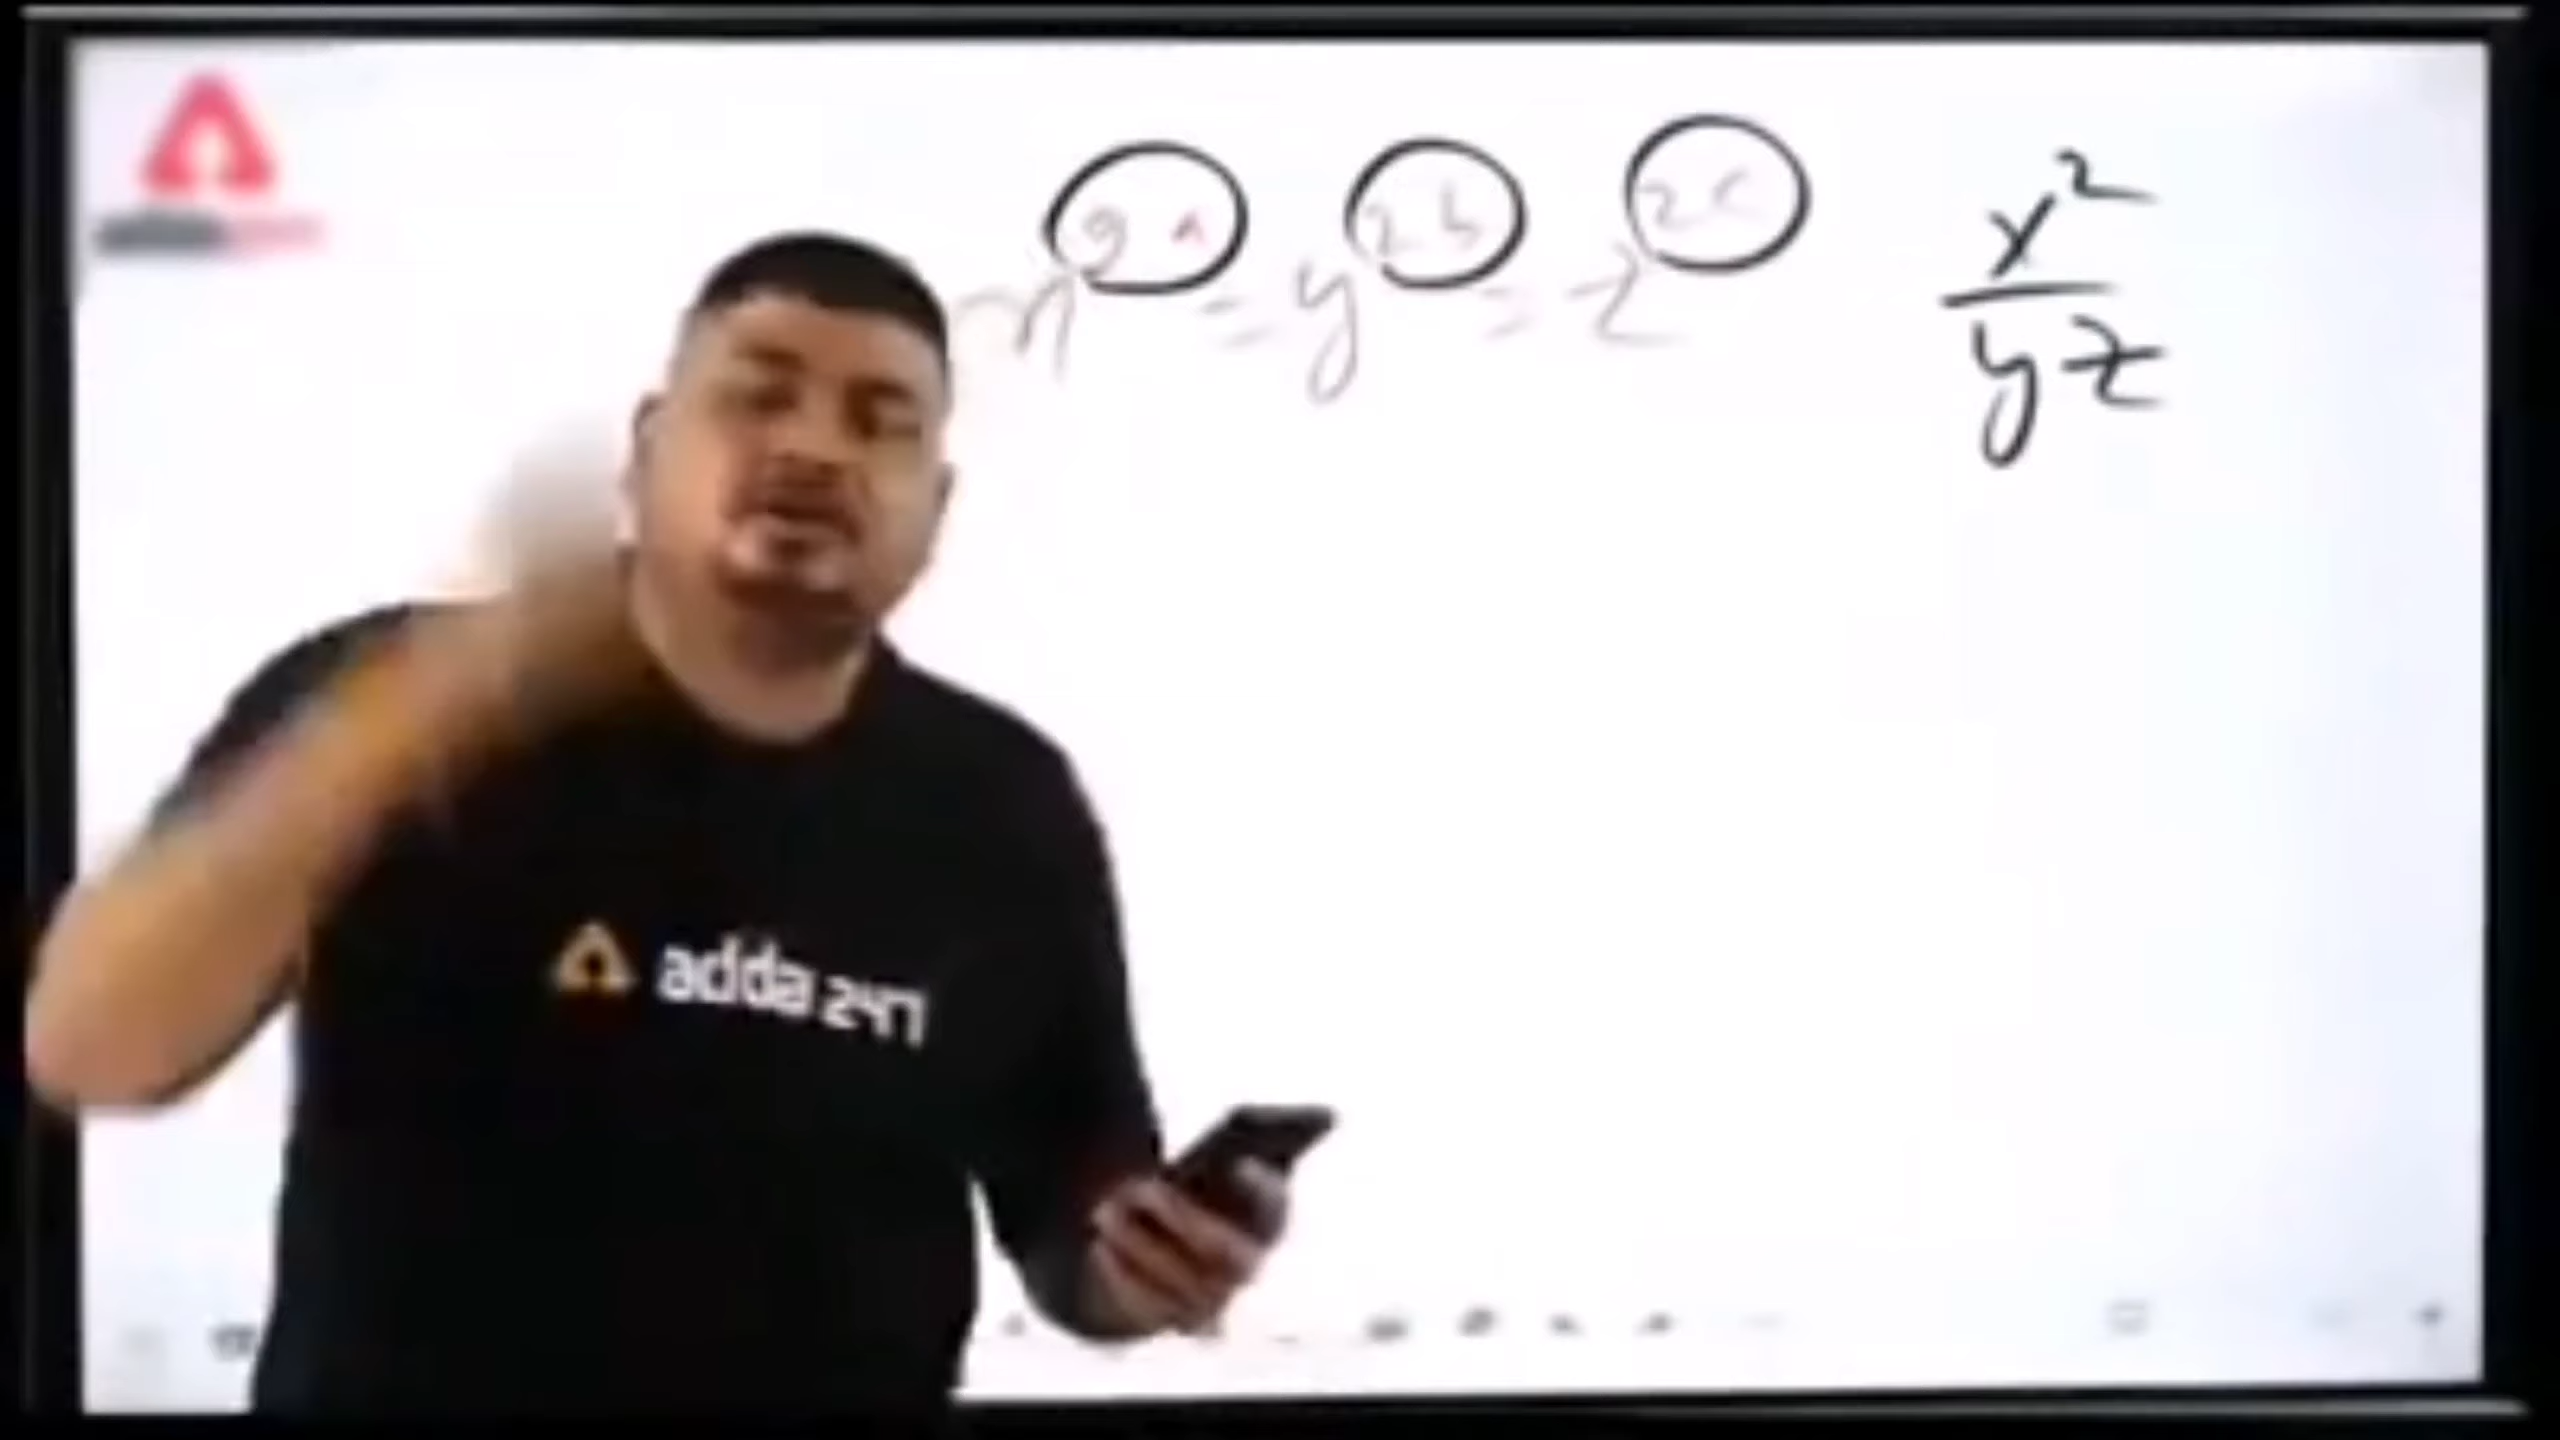 x^{2a} = y^{2b} = z^{2c}
x²
yz
adda 247